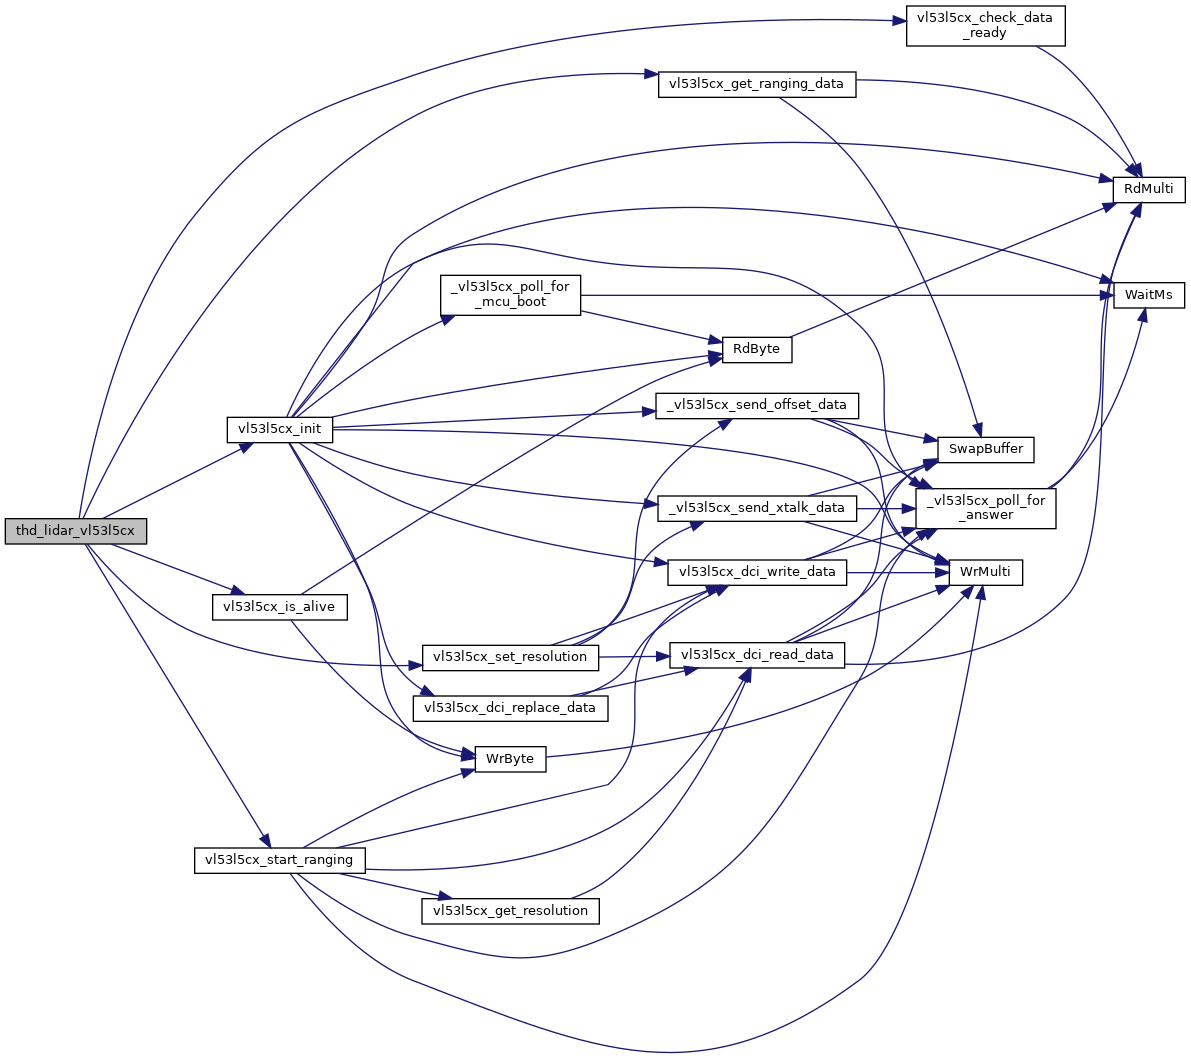 vl53l5cx_check_data
_ready
vl53l5cx_get_ranging_data
RdMulti
_vl53l5cx_poll_for
_mcu_boot
WaitMs
RdByte
_vl53l5cx_send_offset_data
vl53l5cx_init
SwapBuffer
_vl53l5cx_send_xtalk_data
_vl53l5cx_poll_for
_answer
thd_lidar_vl53l5cx
vl53l5cx_dci_write_data
WrMulti
vl53l5cx_is_alive
vl53l5cx_set_resolution
vl53l5cx_dci_read_data
vl53l5cx_dci_replace_data
WrByte
vl53l5cx_start_ranging
vl53l5cx_get_resolution